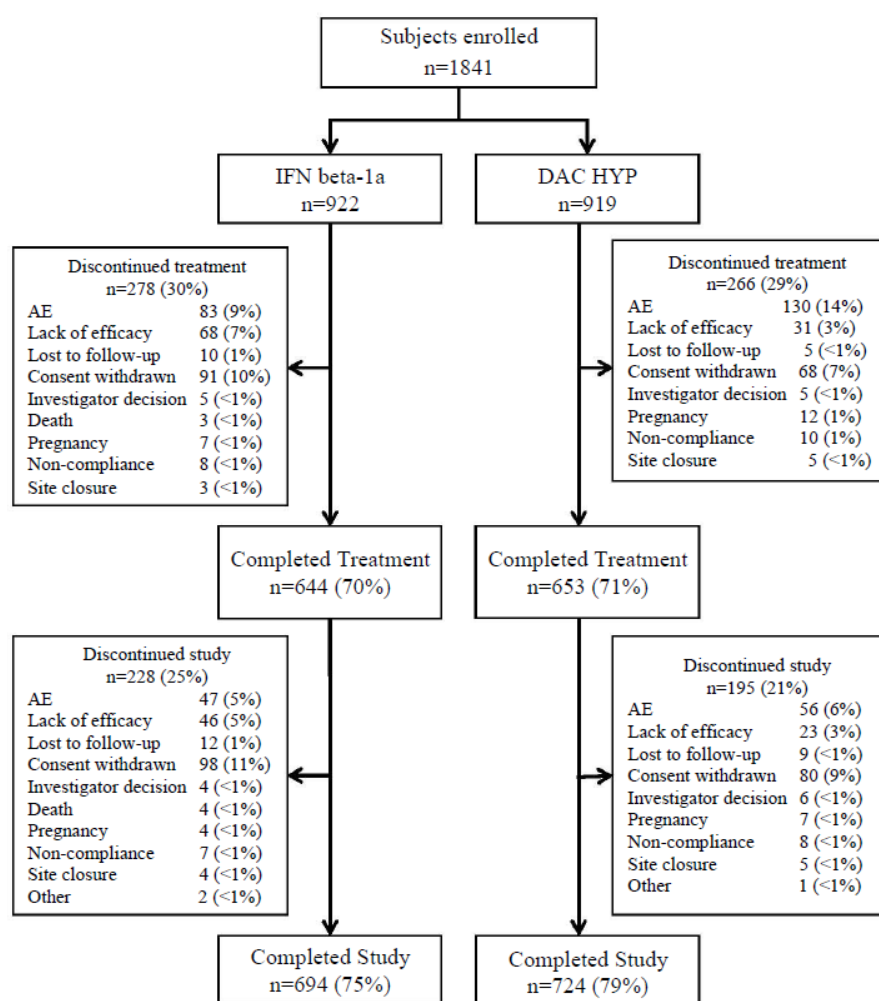 Subjects enrolled
n=1841
IFN beta-1a
n=922
DAC HYP
n=919
Discontinued treatment
n=278 (30%)
AE 83 (9%)
Lack of efficacy 68 (7%)
Lost to follow-up 10 (1%)
Consent withdrawn 91 (10%)
Investigator decision 5 (<1%)
Death 3 (<1%)
Pregnancy 7 (<1%)
Non-compliance 8 (<1%)
Site closure 3 (<1%)
Discontinued treatment
n=266 (29%)
AE 130 (14%)
Lack of efficacy 31 (3%)
Lost to follow-up 5 (<1%)
Consent withdrawn 68 (7%)
Investigator decision 5 (<1%)
Pregnancy 12 (1%)
Non-compliance 10 (1%)
Site closure 5 (<1%)
Completed Treatment
n=644 (70%)
Completed Treatment
n=653 (71%)
Discontinued study
n=228 (25%)
AE 47 (5%)
Lack of efficacy 46 (5%)
Lost to follow-up 12 (1%)
Consent withdrawn 98 (11%)
Investigator decision 4 (<1%)
Death 4 (<1%)
Pregnancy 4 (<1%)
Non-compliance 7 (<1%)
Site closure 4 (<1%)
Other 2 (<1%)
Discontinued study
n=195 (21%)
AE 56 (6%)
Lack of efficacy 23 (3%)
Lost to follow-up 9 (<1%)
Consent withdrawn 80 (9%)
Investigator decision 6 (<1%)
Pregnancy 7 (<1%)
Non-compliance 8 (<1%)
Site closure 5 (<1%)
Other 1 (<1%)
Completed Study
n=694 (75%)
Completed Study
n=724 (79%)